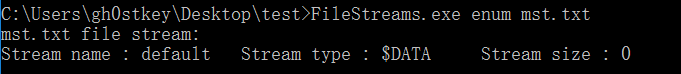 C:\Users\gh0stkey\Desktop\test>FileStreams.exe enum mst.txt
mst.txt file stream:
Stream name : default   Stream type : $DATA     Stream size : 0